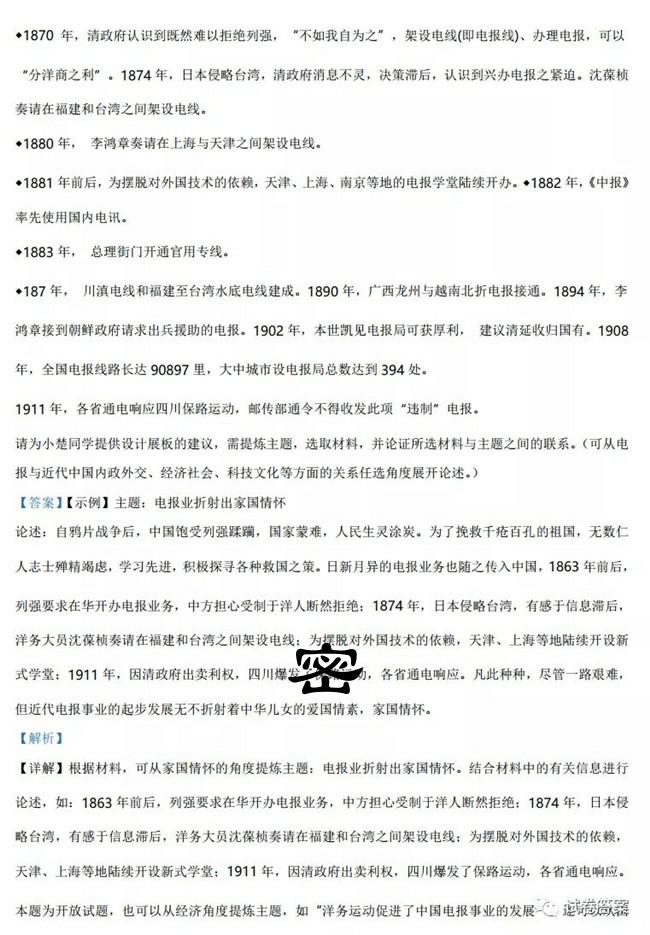 ◆1870 年，清政府认识到既然难以拒绝列强，“不如我自为之”，架设电线(即电报线)、办理电报，可以
“分洋商之利”。1874 年，日本侵略台湾，清政府消息不灵，决策滞后，认识到兴办电报之紧迫。沈葆桢
奏请在福建和台湾之间架设电线。
◆1880 年， 李鸿章奏请在上海与天津之间架设电线。
◆1881 年前后，为摆脱对外国技术的依赖，天津、上海、南京等地的电报学堂陆续开办。◆1882 年，《中报》
率先使用国内电讯。
◆1883 年， 总理街门开通官用专线。
◆187 年， 川滇电线和福建至台湾水底电线建成。1890 年，广西龙州与越南北折电报接通。1894 年，李
鸿章接到朝鲜政府请求出兵援助的电报。1902 年，本世凯见电报局可获厚利， 建议清延收归国有。1908
年，全国电报线路长达 90897 里，大中城市设电报局总数达到 394 处。
1911 年，各省通电响应四川保路运动，邮传部通令不得收发此项“违制”电报。
请为小楚同学提供设计展板的建议，需提炼主题，选取材料，并论证所选材料与主题之间的联系。（可从电
报与近代中国内政外交、经济社会、科技文化等方面的关系任选角度展开论述。）
【答案】【示例】主题：电报业折射出家国情怀
论述：自鸦片战争后，中国饱受列强蹂躏，国家蒙难，人民生灵涂炭。为了挽救千疮百孔的祖国，无数仁
人志士殚精竭虑，学习先进，积极探寻各种救国之策。日新月异的电报业务也随之传入中国，1863 年前后，
列强要求在华开办电报业务，中方担心受制于洋人断然拒绝；1874 年，日本侵略台湾，有感于信息滞后，
洋务大员沈葆桢奏请在福建和台湾之间架设电线；为摆脱对外国技术的依赖，天津、上海等地陆续开设新
式学堂；1911 年，因清政府出卖利权，四川爆发了保路运动，各省通电响应。凡此种种，尽管一路艰难，
但近代电报事业的起步发展无不折射着中华儿女的爱国情素，家国情怀。
密
【解析】
【详解】根据材料，可从家国情怀的角度提炼主题：电报业折射出家国情怀。结合材料中的有关信息进行
论述，如：1863 年前后，列强要求在华开办电报业务，中方担心受制于洋人断然拒绝；1874 年，日本侵
略台湾，有感于信息滞后，洋务大员沈葆桢奏请在福建和台湾之间架设电线；为摆脱对外国技术的依赖，
天津、上海等地陆续开设新式学堂；1911 年，因清政府出卖利权，四川爆发了保路运动，各省通电响应。
本题为开放试题，也可以从经济角度提炼主题，如“洋务运动促进了中国电报事业的发展
试卷答案